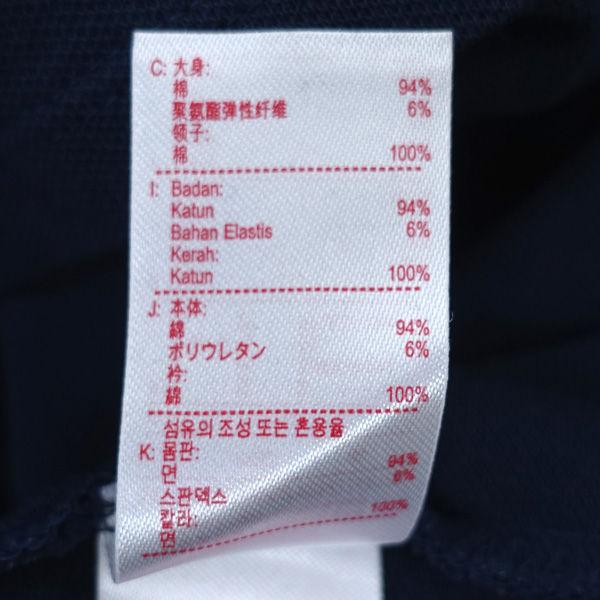 C: 大身:
棉 94%
聚氨酯弹性纤维 6%
领子:
棉 100%
I: Badan:
Katun 94%
Bahan Elastis 6%
Kerah:
Katun 100%
J: 本体:
綿 94%
ポリウレタン 6%
衿:
綿 100%
섬유의 조성 또는 혼용율
K: 몸판:
면 94%
스판덱스 6%
칼라:
면 100%